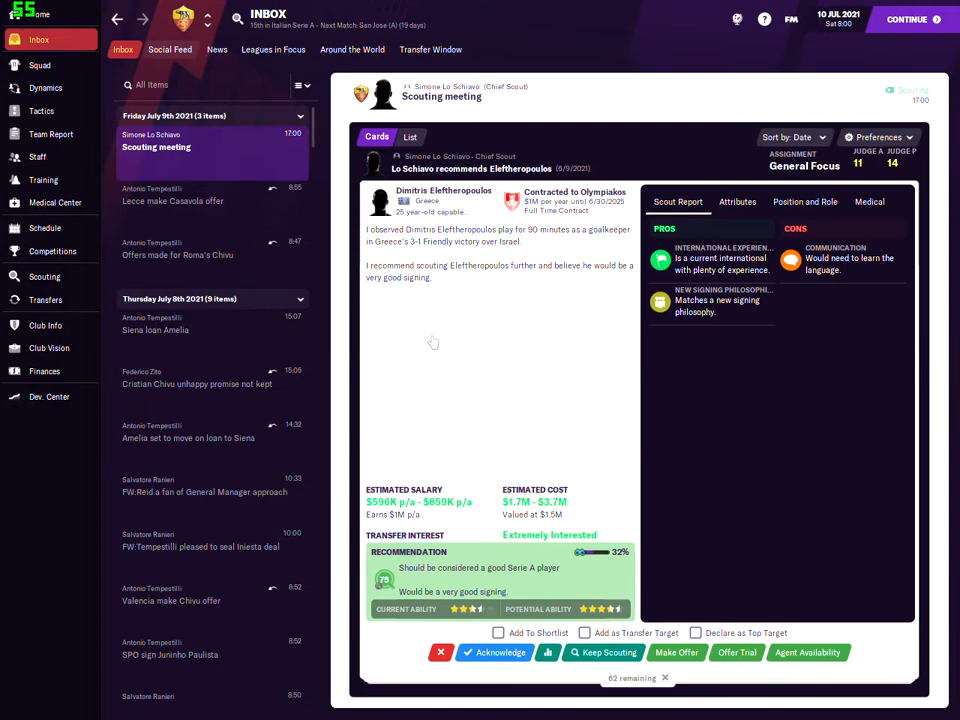 55
ome
INBOX
15th in Italian Serie A - Next Match: San Jose (A) (19 days)
FM
10 JUL 2021
Sat 8:00
CONTINUE
Inbox
Squad
Dynamics
Tactics
Team Report
Staff
Training
Medical Center
Schedule
Competitions
Scouting
Transfers
Club Info
Club Vision
Finances
Dev. Center
Inbox
Social Feed
News
Leagues in Focus
Around the World
Transfer Window
All Items
Friday July 9th 2021 (3 items)
Simone Lo Schiavo 17:00
Scouting meeting
Antonio Tempestilli 8:55
Lecce make Casavola offer
Antonio Tempestilli 8:47
Offers made for Roma's Chivu
Thursday July 8th 2021 (9 items)
Antonio Tempestilli 15:07
Siena loan Amelia
Federico Zito 15:05
Cristian Chivu unhappy promise not kept
Antonio Tempestilli 14:32
Amelia set to move on loan to Siena
Salvatore Ranieri 10:33
FW:Reid a fan of General Manager approach
Salvatore Ranieri 10:00
FW:Tempestilli pleased to seal Iniesta deal
Antonio Tempestilli 8:52
Valencia make Chivu offer
Antonio Tempestilli 8:52
SPO sign Juninho Paulista
Salvatore Ranieri 8:50
Simone Lo Schiavo (Chief Scout)
Scouting meeting
Scouting
17:00
Cards
List
Sort by: Date
Preferences
Simone Lo Schiavo - Chief Scout
Lo Schiavo recommends Eleftheropoulos (6/9/2021)
ASSIGNMENT
General Focus
JUDGE A
11
JUDGE P
14
Dimitris Eleftheropoulos
Greece
25 year-old capable...
Contracted to Olympiakos
$1M per year until 6/30/2025
Full Time Contract
I observed Dimitris Eleftheropoulos play for 90 minutes as a goalkeeper
in Greece's 3-1 Friendly victory over Israel.
I recommend scouting Eleftheropoulos further and believe he would be a
very good signing.
ESTIMATED SALARY
$596K p/a - $859K p/a
Earns $1M p/a
ESTIMATED COST
$1.7M - $3.7M
Valued at $1.5M
TRANSFER INTEREST
Extremely Interested
RECOMMENDATION
32%
75
Should be considered a good Serie A player
Would be a very good signing.
CURRENT ABILITY
POTENTIAL ABILITY
Scout Report
Attributes
Position and Role
Medical
PROS
INTERNATIONAL EXPERIEN...
Is a current international
with plenty of experience.
NEW SIGNING PHILOSOPHI...
Matches a new signing
philosophy.
CONS
COMMUNICATION
Would need to learn the
language.
Add To Shortlist
Add as Transfer Target
Declare as Top Target
Acknowledge
Keep Scouting
Make Offer
Offer Trial
Agent Availability
62 remaining